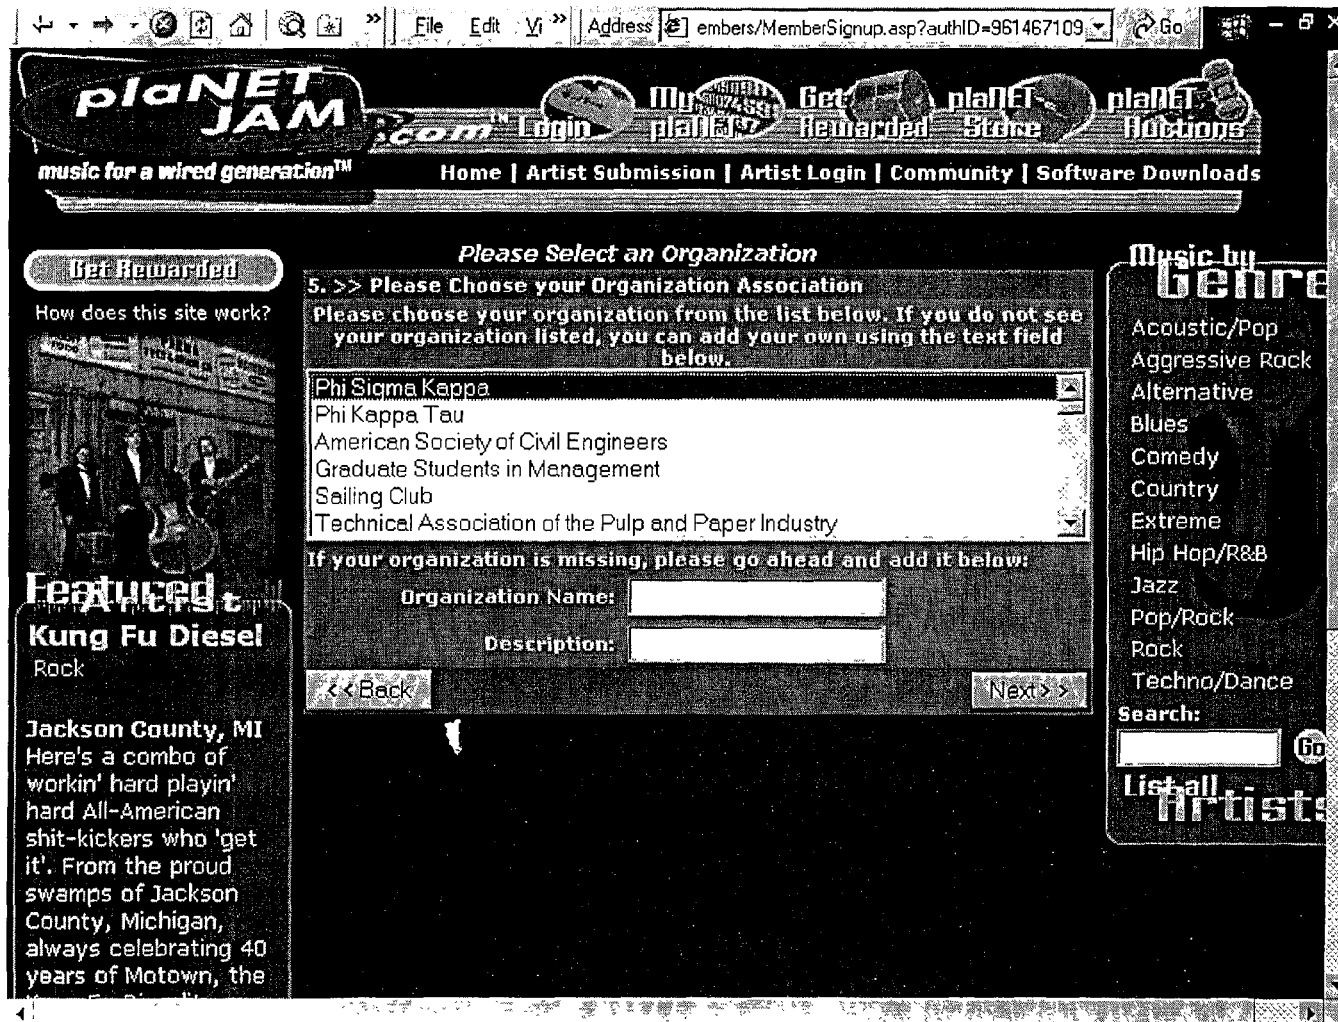 File Edit Vi » Address embers/MemberSignup.asp?authID=961467109 Go
plaNET JAM .com™
music for a wired generation™
Login
My plaNET
Get Rewarded
plaNET Store
plaNET Auctions
Home | Artist Submission | Artist Login | Community | Software Downloads
Get Rewarded
How does this site work?
Featured Artist
Kung Fu Diesel
Rock
Jackson County, MI
Here's a combo of
workin' hard playin'
hard All-American
shit-kickers who 'get
it'. From the proud
swamps of Jackson
County, Michigan,
always celebrating 40
years of Motown, the
Please Select an Organization
5. >> Please Choose your Organization Association
Please choose your organization from the list below. If you do not see
your organization listed, you can add your own using the text field
below.
Phi Sigma Kappa
Phi Kappa Tau
American Society of Civil Engineers
Graduate Students in Management
Sailing Club
Technical Association of the Pulp and Paper Industry
If your organization is missing, please go ahead and add it below:
Organization Name:
Description:
<< Back
Next >>
Music by Genre
Acoustic/Pop
Aggressive Rock
Alternative
Blues
Comedy
Country
Extreme
Hip Hop/R&B
Jazz
Pop/Rock
Rock
Techno/Dance
Search:
Go
List all Artists